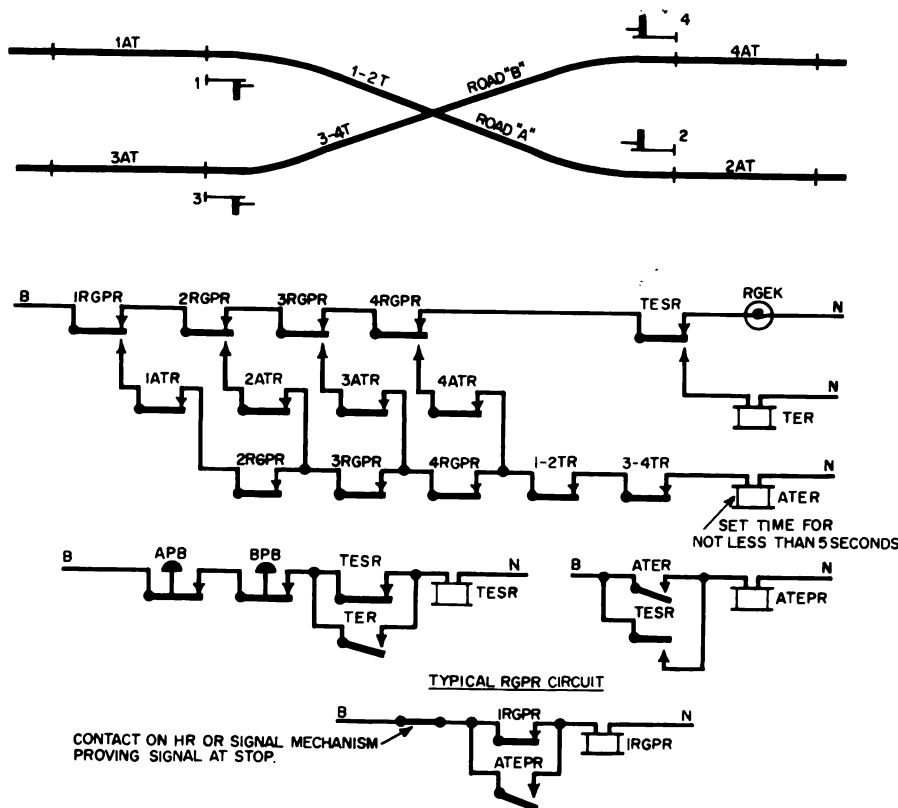 4
1AT
4AT
1
1-2T
ROAD "B"
3-4T
ROAD "A"
2
3AT
2AT
3
B 1RGPR 2RGPR 3RGPR 4RGPR TESR RGEK N
1ATR 2ATR 3ATR 4ATR N
TER
2RGPR 3RGPR 4RGPR 1-2TR 3-4TR N
ATER
SET TIME FOR
NOT LESS THAN 5 SECONDS
B APB BPB TESR N
TESR
TER
B ATER N
ATEPR
TESR
TYPICAL RGPR CIRCUIT
B 1RGPR N
1RGPR
ATEPR
CONTACT ON HR OR SIGNAL MECHANISM
PROVING SIGNAL AT STOP.